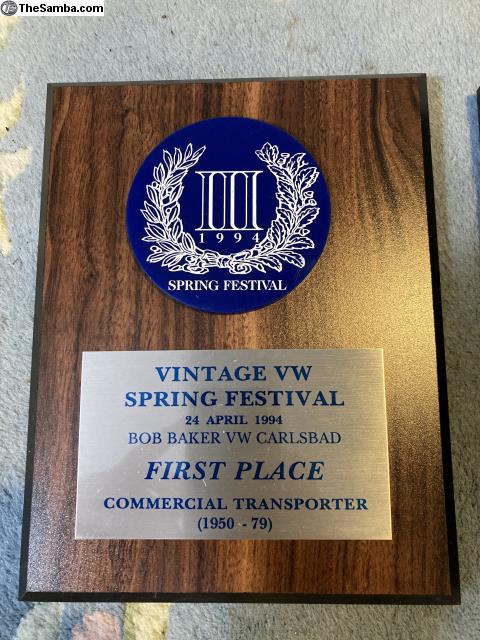 TheSamba.com
III
1994
SPRING FESTIVAL
VINTAGE VW
SPRING FESTIVAL
24 APRIL 1994
BOB BAKER VW CARLSBAD
FIRST PLACE
COMMERCIAL TRANSPORTER
(1950 - 79)